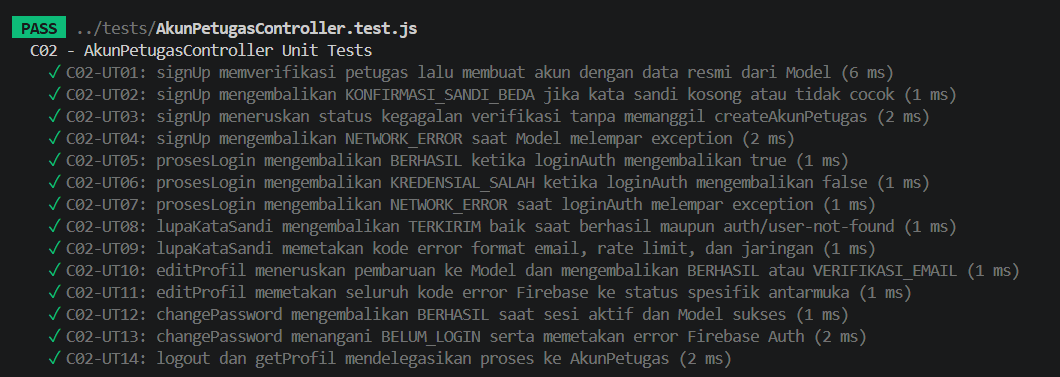 PASS ../tests/AkunPetugasController.test.js
C02 - AkunPetugasController Unit Tests
✓ C02-UT01: signUp memverifikasi petugas lalu membuat akun dengan data resmi dari Model (6 ms)
✓ C02-UT02: signUp mengembalikan KONFIRMASI_SANDI_BEDA jika kata sandi kosong atau tidak cocok (1 ms)
✓ C02-UT03: signUp meneruskan status kegagalan verifikasi tanpa memanggil createAkunPetugas (2 ms)
✓ C02-UT04: signUp mengembalikan NETWORK_ERROR saat Model melempar exception (2 ms)
✓ C02-UT05: prosesLogin mengembalikan BERHASIL ketika loginAuth mengembalikan true (1 ms)
✓ C02-UT06: prosesLogin mengembalikan KREDENSIAL_SALAH ketika loginAuth mengembalikan false (1 ms)
✓ C02-UT07: prosesLogin mengembalikan NETWORK_ERROR saat loginAuth melempar exception (1 ms)
✓ C02-UT08: lupaKataSandi mengembalikan TERKIRIM baik saat berhasil maupun auth/user-not-found (1 ms)
✓ C02-UT09: lupaKataSandi memetakan kode error format email, rate limit, dan jaringan (1 ms)
✓ C02-UT10: editProfil meneruskan pembaruan ke Model dan mengembalikan BERHASIL atau VERIFIKASI_EMAIL (1 ms)
✓ C02-UT11: editProfil memetakan seluruh kode error Firebase ke status spesifik antarmuka (1 ms)
✓ C02-UT12: changePassword mengembalikan BERHASIL saat sesi aktif dan Model sukses (1 ms)
✓ C02-UT13: changePassword menangani BELUM_LOGIN serta memetakan error Firebase Auth (2 ms)
✓ C02-UT14: logout dan getProfil mendelegasikan proses ke AkunPetugas (2 ms)